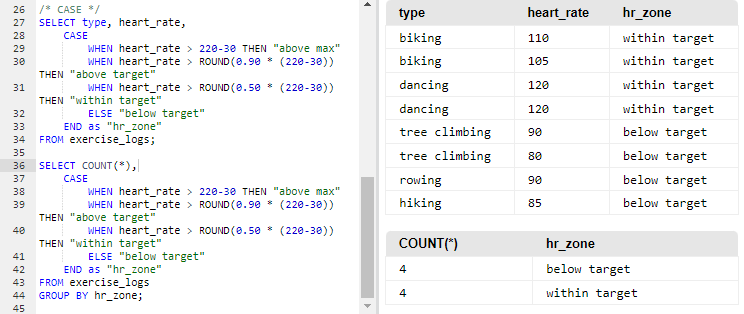 26 /* CASE */
27 SELECT type, heart_rate,
28 CASE
29 WHEN heart_rate > 220-30 THEN "above max"
30 WHEN heart_rate > ROUND(0.90 * (220-30))
THEN "above target"
31 WHEN heart_rate > ROUND(0.50 * (220-30))
THEN "within target"
32 ELSE "below target"
33 END as "hr_zone"
34 FROM exercise_logs;
35
36 SELECT COUNT(*),
37 CASE
38 WHEN heart_rate > 220-30 THEN "above max"
39 WHEN heart_rate > ROUND(0.90 * (220-30))
THEN "above target"
40 WHEN heart_rate > ROUND(0.50 * (220-30))
THEN "within target"
41 ELSE "below target"
42 END as "hr_zone"
43 FROM exercise_logs
44 GROUP BY hr_zone;
45
type heart_rate hr_zone
biking 110 within target
biking 105 within target
dancing 120 within target
dancing 120 within target
tree climbing 90 below target
tree climbing 80 below target
rowing 90 below target
hiking 85 below target
COUNT(*) hr_zone
4 below target
4 within target